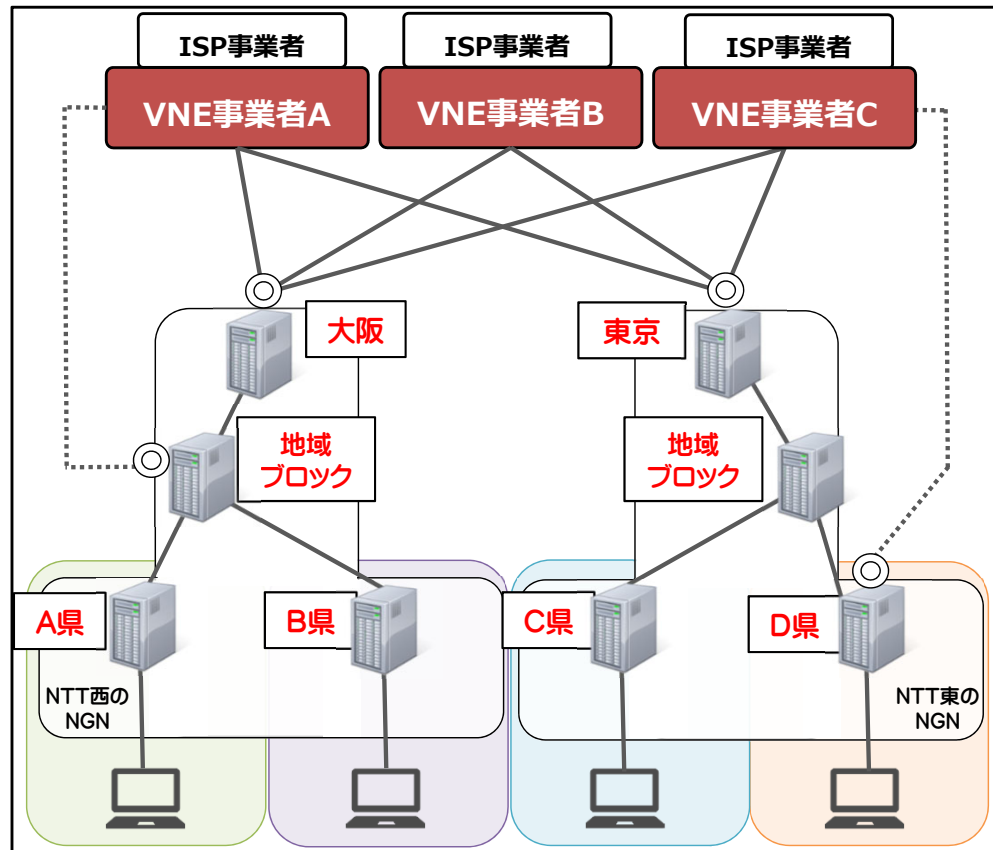 ISP事業者
ISP事業者
ISP事業者
VNE事業者A
VNE事業者B
VNE事業者C
大阪
東京
地域
ブロック
地域
ブロック
A県
B県
C県
D県
NTT西の
NGN
NTT東の
NGN